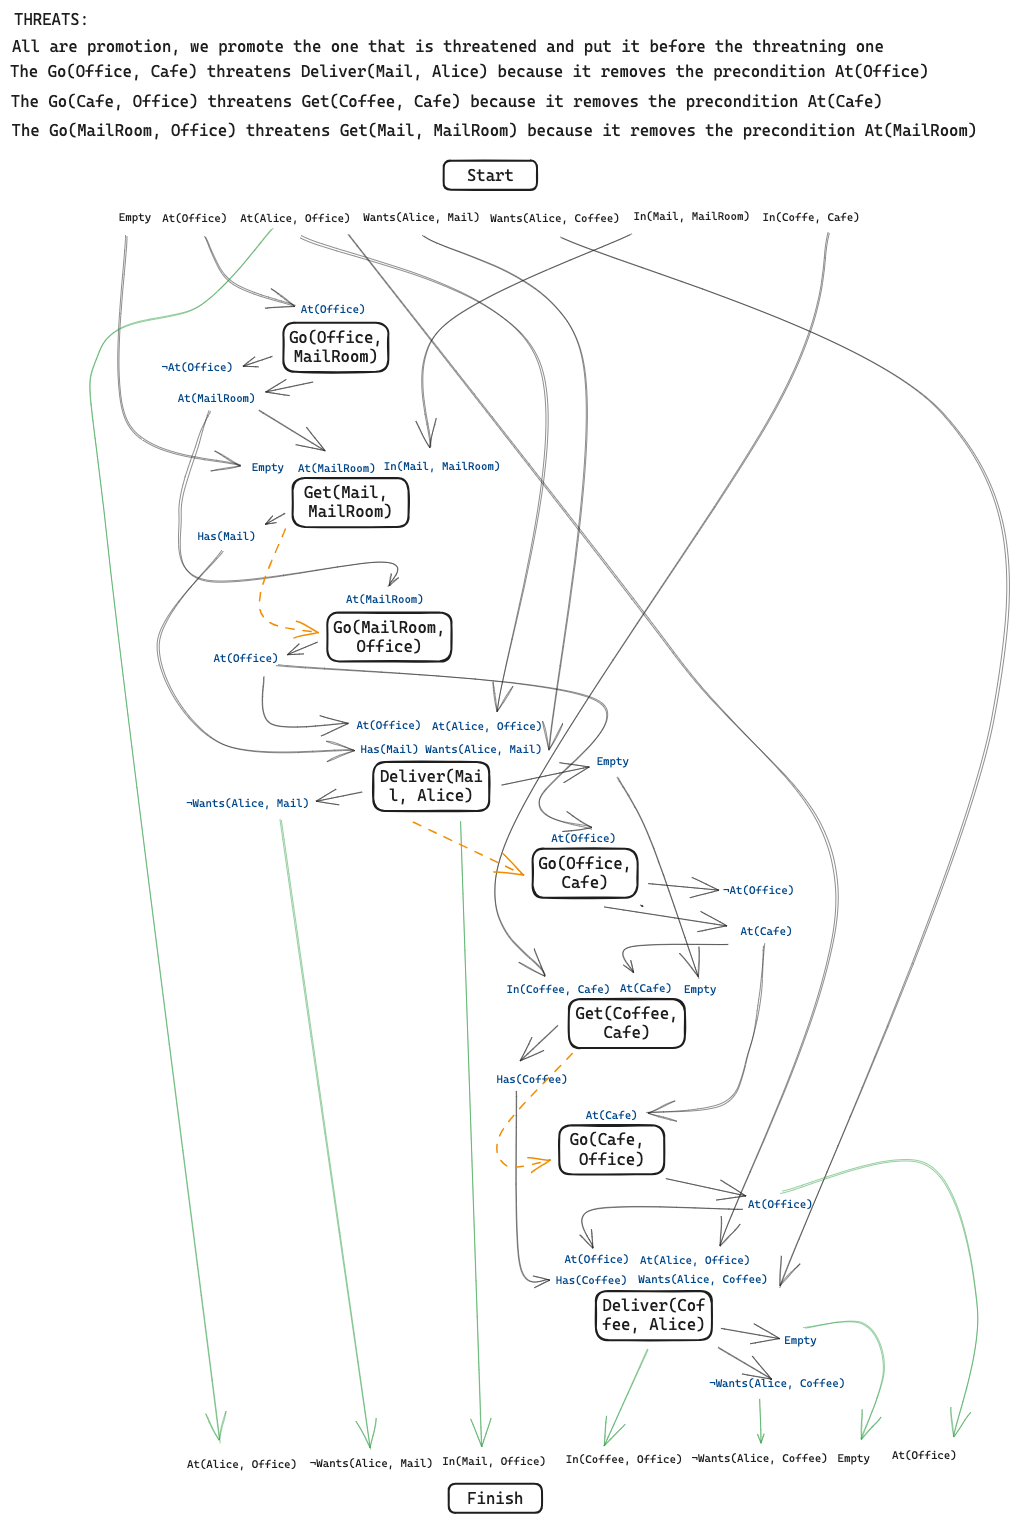 THREATS:
All are promotion, we promote the one that is threatened and put it before the threatning one
The Go(Office, Cafe) threatens Deliver(Mail, Alice) because it removes the precondition At(Office)
The Go(Cafe, Office) threatens Get(Coffee, Cafe) because it removes the precondition At(Cafe)
The Go(MailRoom, Office) threatens Get(Mail, MailRoom) because it removes the precondition At(MailRoom)
Start
Empty At(Office) At(Alice, Office) Wants(Alice, Mail) Wants(Alice, Coffee) In(Mail, MailRoom) In(Coffe, Cafe)
At(Office)
Go(Office,
MailRoom)
¬At(Office)
At(MailRoom)
Empty At(MailRoom) In(Mail, MailRoom)
Get(Mail,
MailRoom)
Has(Mail)
At(MailRoom)
Go(MailRoom,
Office)
At(Office)
At(Office) At(Alice, Office)
Has(Mail) Wants(Alice, Mail)
Deliver(Mai
l, Alice)
Empty
¬Wants(Alice, Mail)
At(Office)
Go(Office,
Cafe)
¬At(Office)
At(Cafe)
In(Coffee, Cafe) At(Cafe) Empty
Get(Coffee,
Cafe)
Has(Coffee)
At(Cafe)
Go(Cafe,
Office)
At(Office)
At(Office) At(Alice, Office)
Has(Coffee) Wants(Alice, Coffee)
Deliver(Cof
fee, Alice)
Empty
¬Wants(Alice, Coffee)
At(Alice, Office) ¬Wants(Alice, Mail) In(Mail, Office) In(Coffee, Office) ¬Wants(Alice, Coffee) Empty At(Office)
Finish